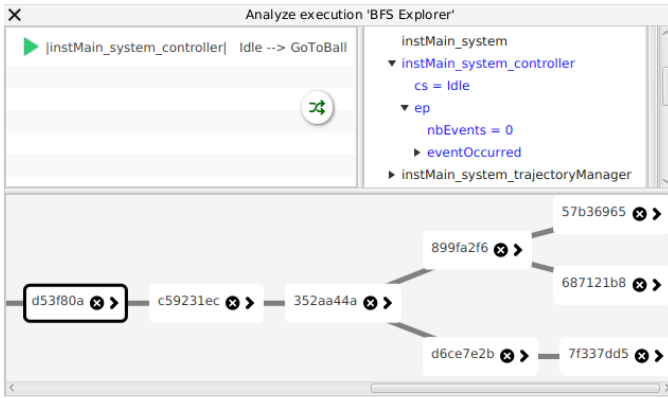 Analyze execution 'BFS Explorer'
|instMain_system_controller| Idle --> GoToBall
instMain_system
instMain_system_controller
cs = Idle
ep
nbEvents = 0
eventOccurred
instMain_system_trajectoryManager
57b36965
899fa2f6
687121b8
d53f80a
c59231ec
352aa44a
d6ce7e2b
7f337dd5